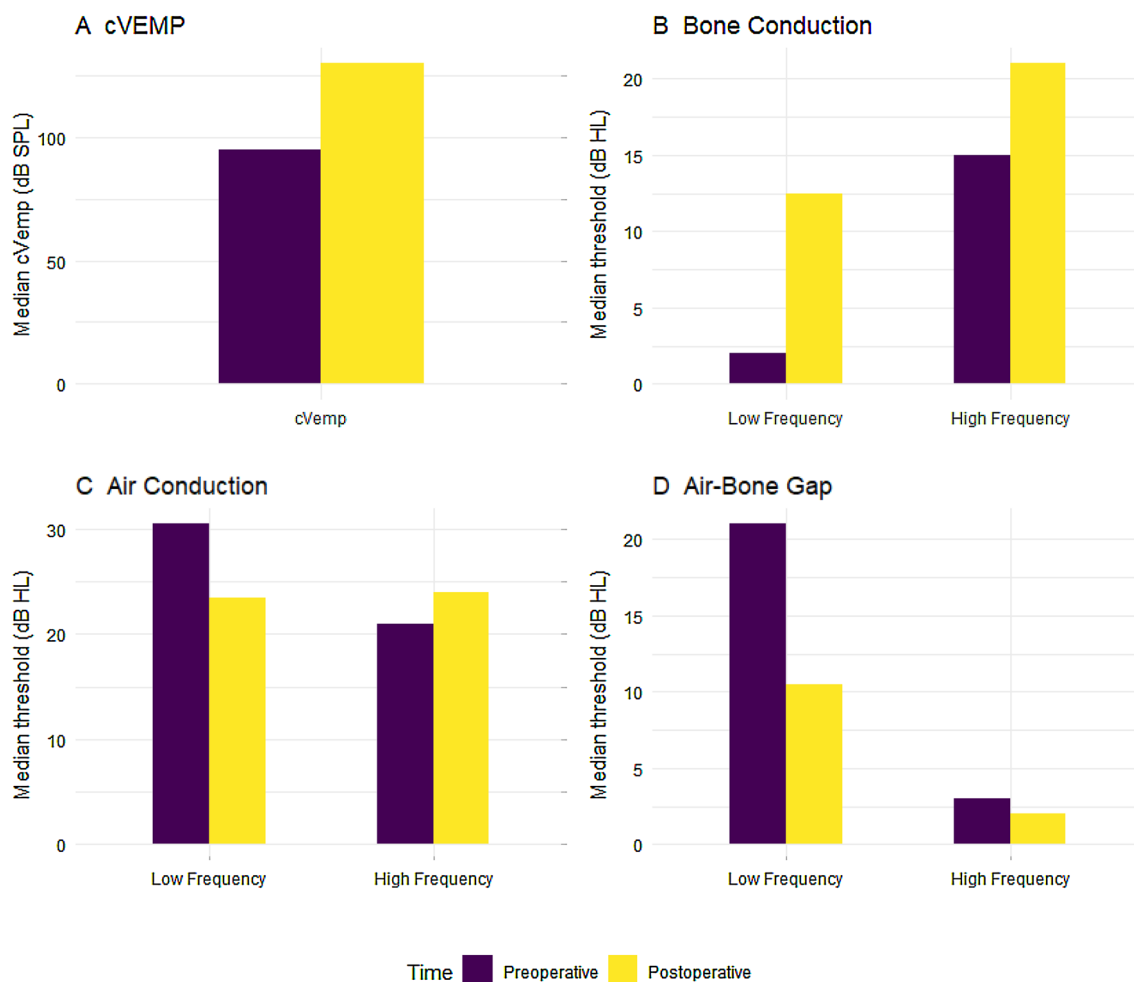 A cVEMP
Median cVemp (dB SPL)
100
50
0
cVemp
B Bone Conduction
Median threshold (dB HL)
20
15
10
5
0
Low Frequency High Frequency
C Air Conduction
Median threshold (dB HL)
30
20
10
0
Low Frequency High Frequency
D Air-Bone Gap
Median threshold (dB HL)
20
15
10
5
0
Low Frequency High Frequency
Time Preoperative Postoperative